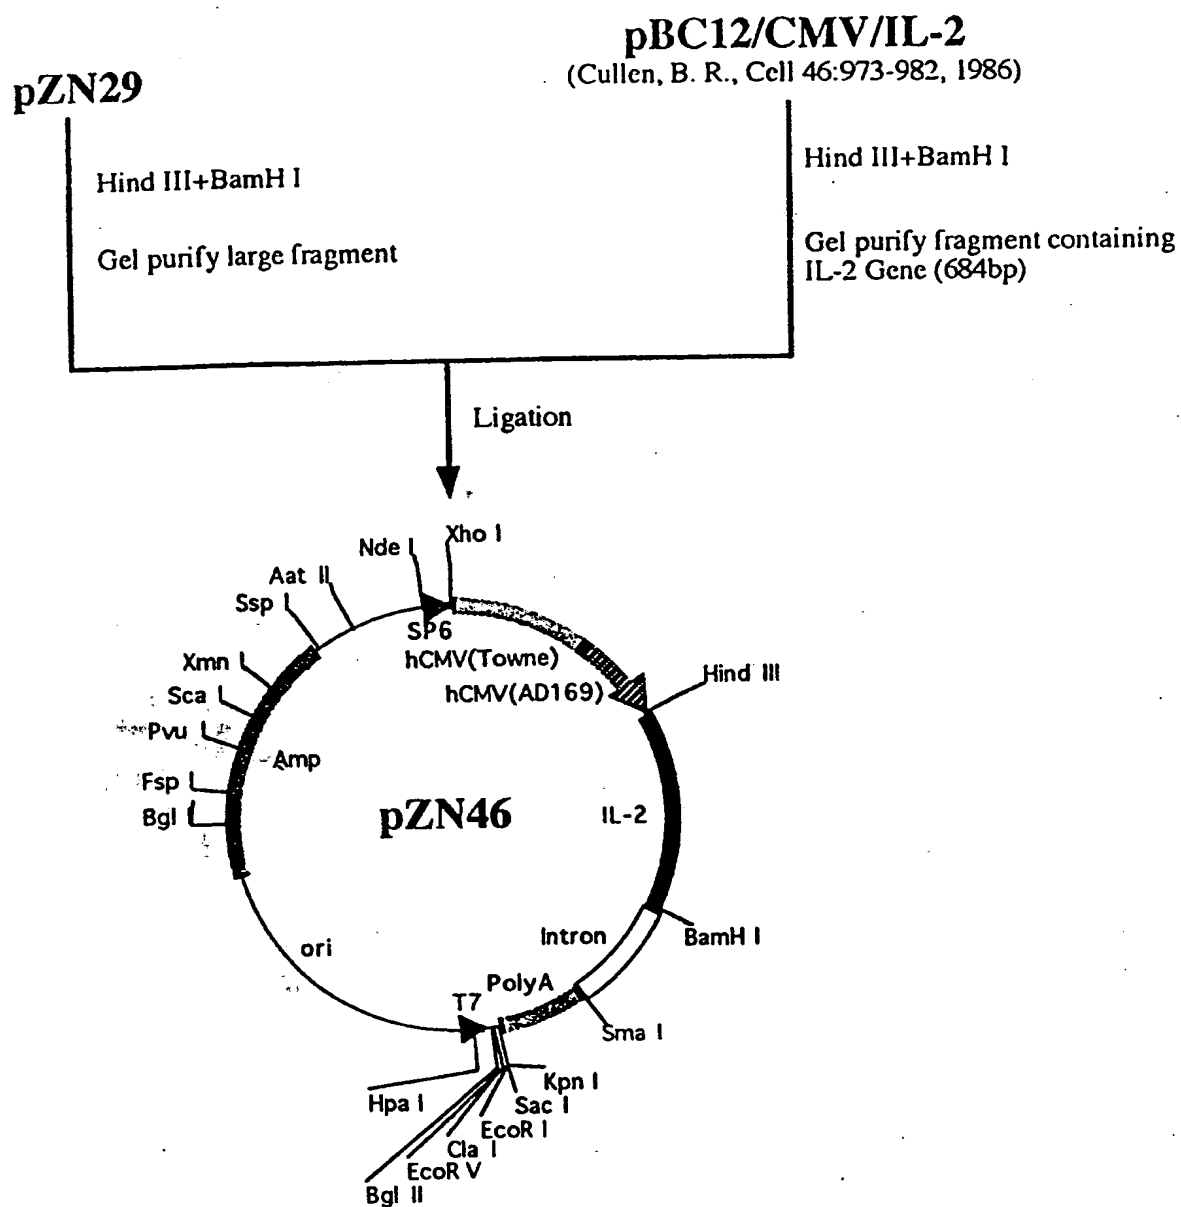 pZN29
pBC12/CMV/IL-2
(Cullen, B. R., Cell 46:973-982, 1986)
Hind III+BamH I
Gel purify large fragment
Hind III+BamH I
Gel purify fragment containing
IL-2 Gene (684bp)
Ligation
Nde I
Xho I
Aat II
Ssp I
Xmn I
Sca I
Pvu I
Fsp I
Bgl I
SP6
hCMV(Towne)
hCMV(AD169)
Hind III
Amp
pZN46
IL-2
BamH I
Intron
ori
PolyA
T7
Sma I
Kpn I
Sac I
EcoR I
Cla I
EcoR V
Bgl II
Hpa I